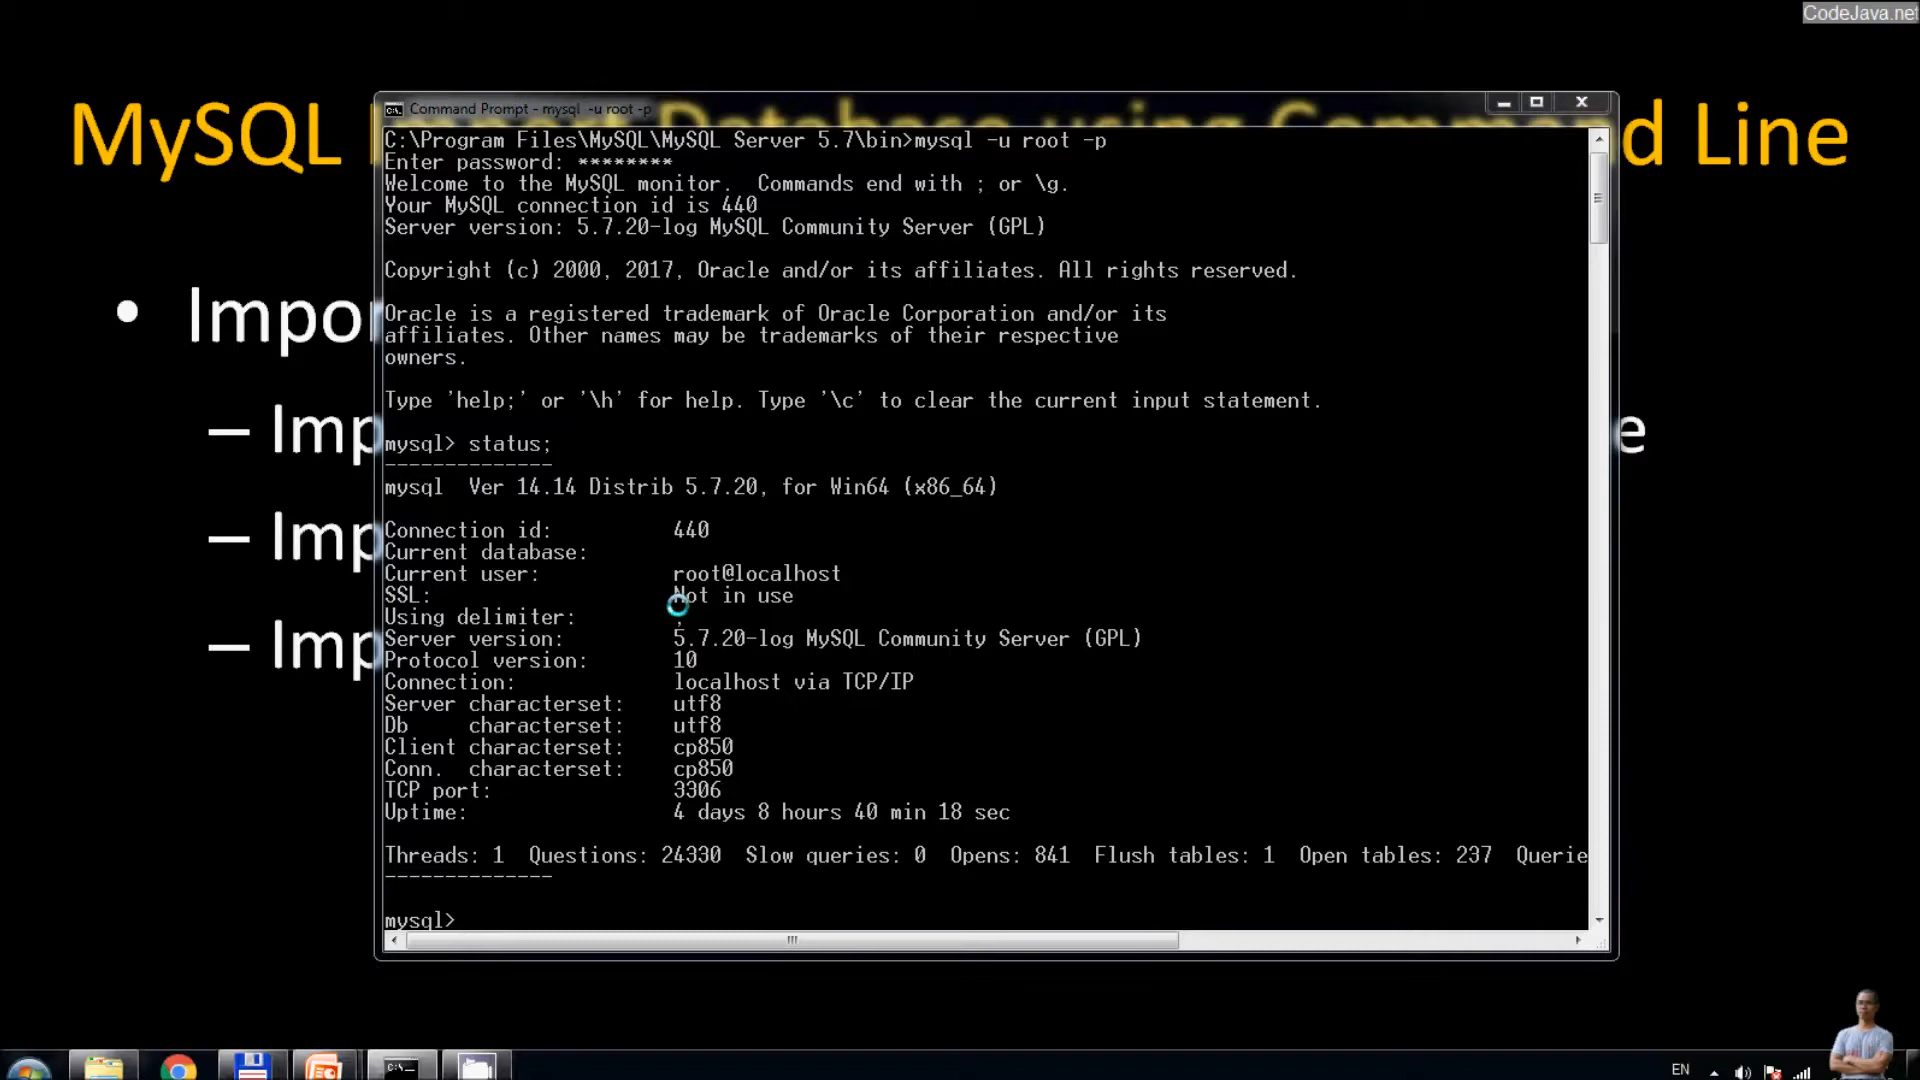 CodeJava.net
MySQL
d Line
Command Prompt - mysql -u root -p
C:\Program Files\MySQL\MySQL Server 5.7\bin>mysql -u root -p
Enter password: ********
Welcome to the MySQL monitor.  Commands end with ; or \g.
Your MySQL connection id is 440
Server version: 5.7.20-log MySQL Community Server (GPL)
Copyright (c) 2000, 2017, Oracle and/or its affiliates. All rights reserved.
Oracle is a registered trademark of Oracle Corporation and/or its
affiliates. Other names may be trademarks of their respective
owners.
Type 'help;' or '\h' for help. Type '\c' to clear the current input statement.
mysql> status;
--------------
mysql  Ver 14.14 Distrib 5.7.20, for Win64 (x86_64)
Connection id:          440
Current database:
Current user:           root@localhost
SSL:                    Not in use
Using delimiter:        ;
Server version:         5.7.20-log MySQL Community Server (GPL)
Protocol version:       10
Connection:             localhost via TCP/IP
Server characterset:    utf8
Db     characterset:    utf8
Client characterset:    cp850
Conn.  characterset:    cp850
TCP port:               3306
Uptime:                 4 days 8 hours 40 min 18 sec
Threads: 1  Questions: 24330  Slow queries: 0  Opens: 841  Flush tables: 1  Open tables: 237  Querie
--------------
mysql>
• Impor
– Imp
e
– Imp
– Imp
EN